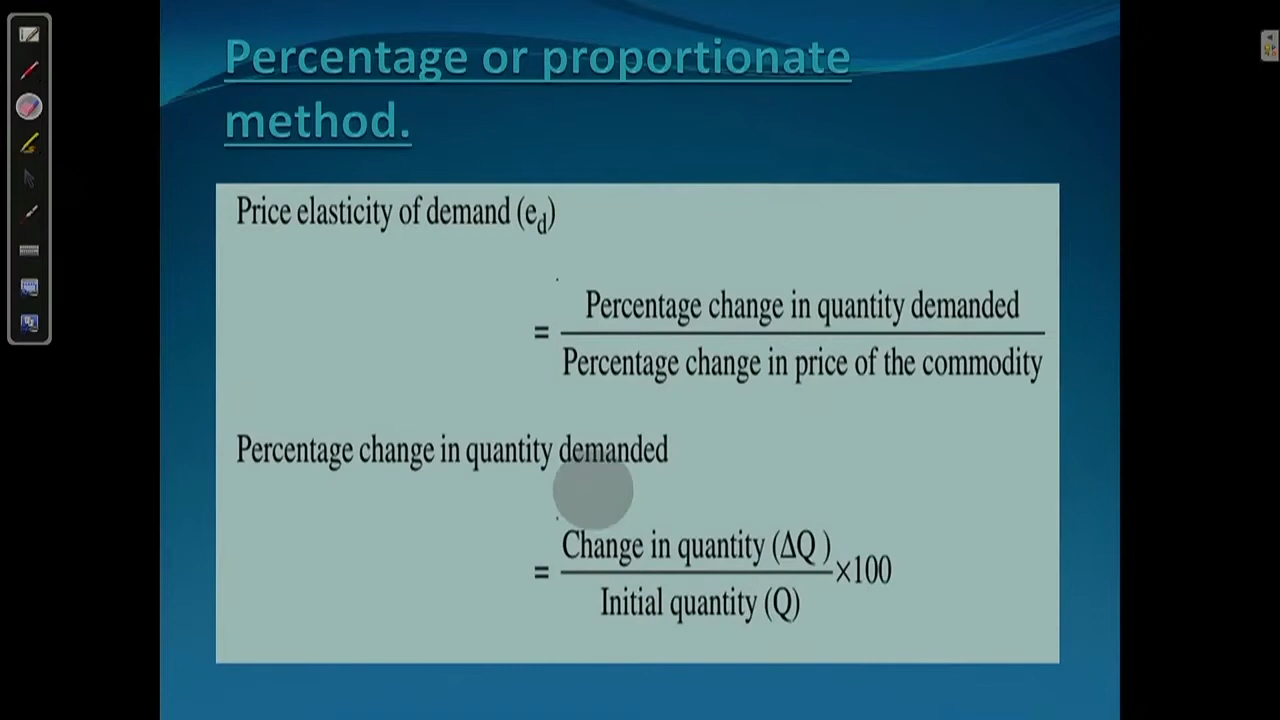 Percentage or proportionate
method.
Price elasticity of demand (e_d)
= Percentage change in quantity demanded
Percentage change in price of the commodity
Percentage change in quantity demanded
= Change in quantity (ΔQ ) ×100
Initial quantity (Q)